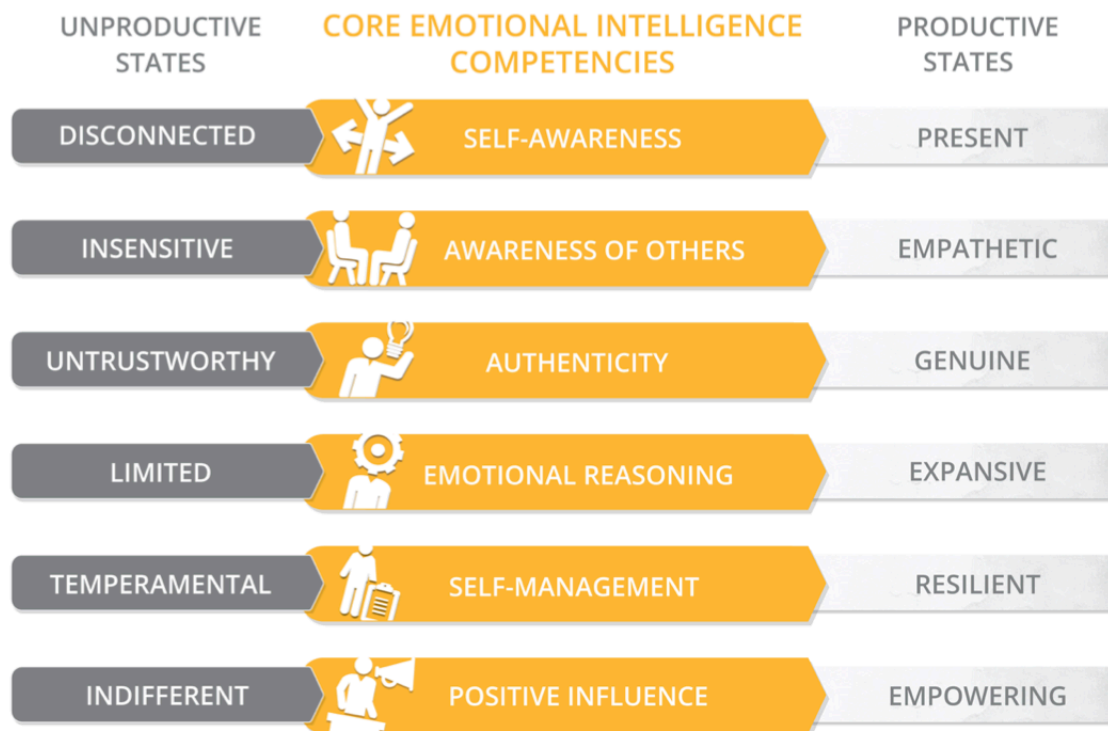 UNPRODUCTIVE
STATES
CORE EMOTIONAL INTELLIGENCE
COMPETENCIES
PRODUCTIVE
STATES
DISCONNECTED
SELF-AWARENESS
PRESENT
INSENSITIVE
AWARENESS OF OTHERS
EMPATHETIC
UNTRUSTWORTHY
AUTHENTICITY
GENUINE
LIMITED
EMOTIONAL REASONING
EXPANSIVE
TEMPERAMENTAL
SELF-MANAGEMENT
RESILIENT
INDIFFERENT
POSITIVE INFLUENCE
EMPOWERING